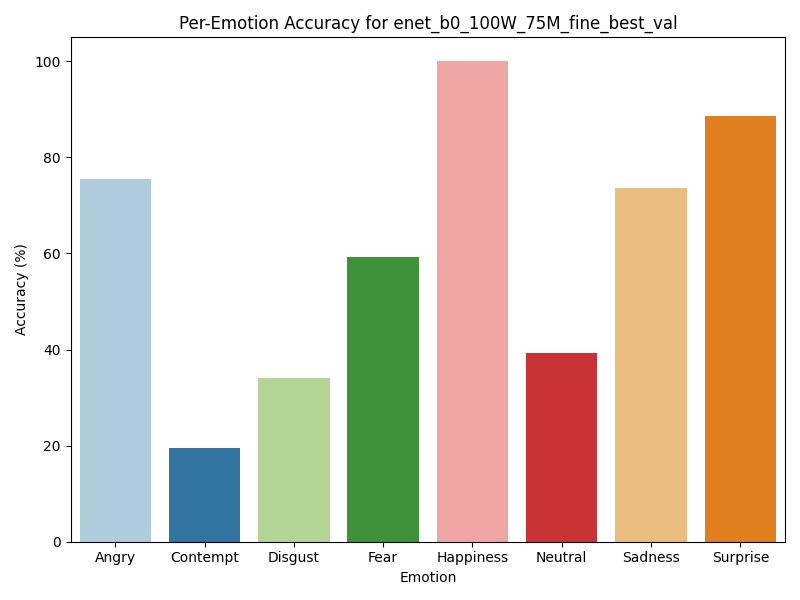 Per-Emotion Accuracy for enet_b0_100W_75M_fine_best_val
100
80
60
40
20
0
Accuracy (%)
Angry Contempt Disgust Fear Happiness Neutral Sadness Surprise
Emotion